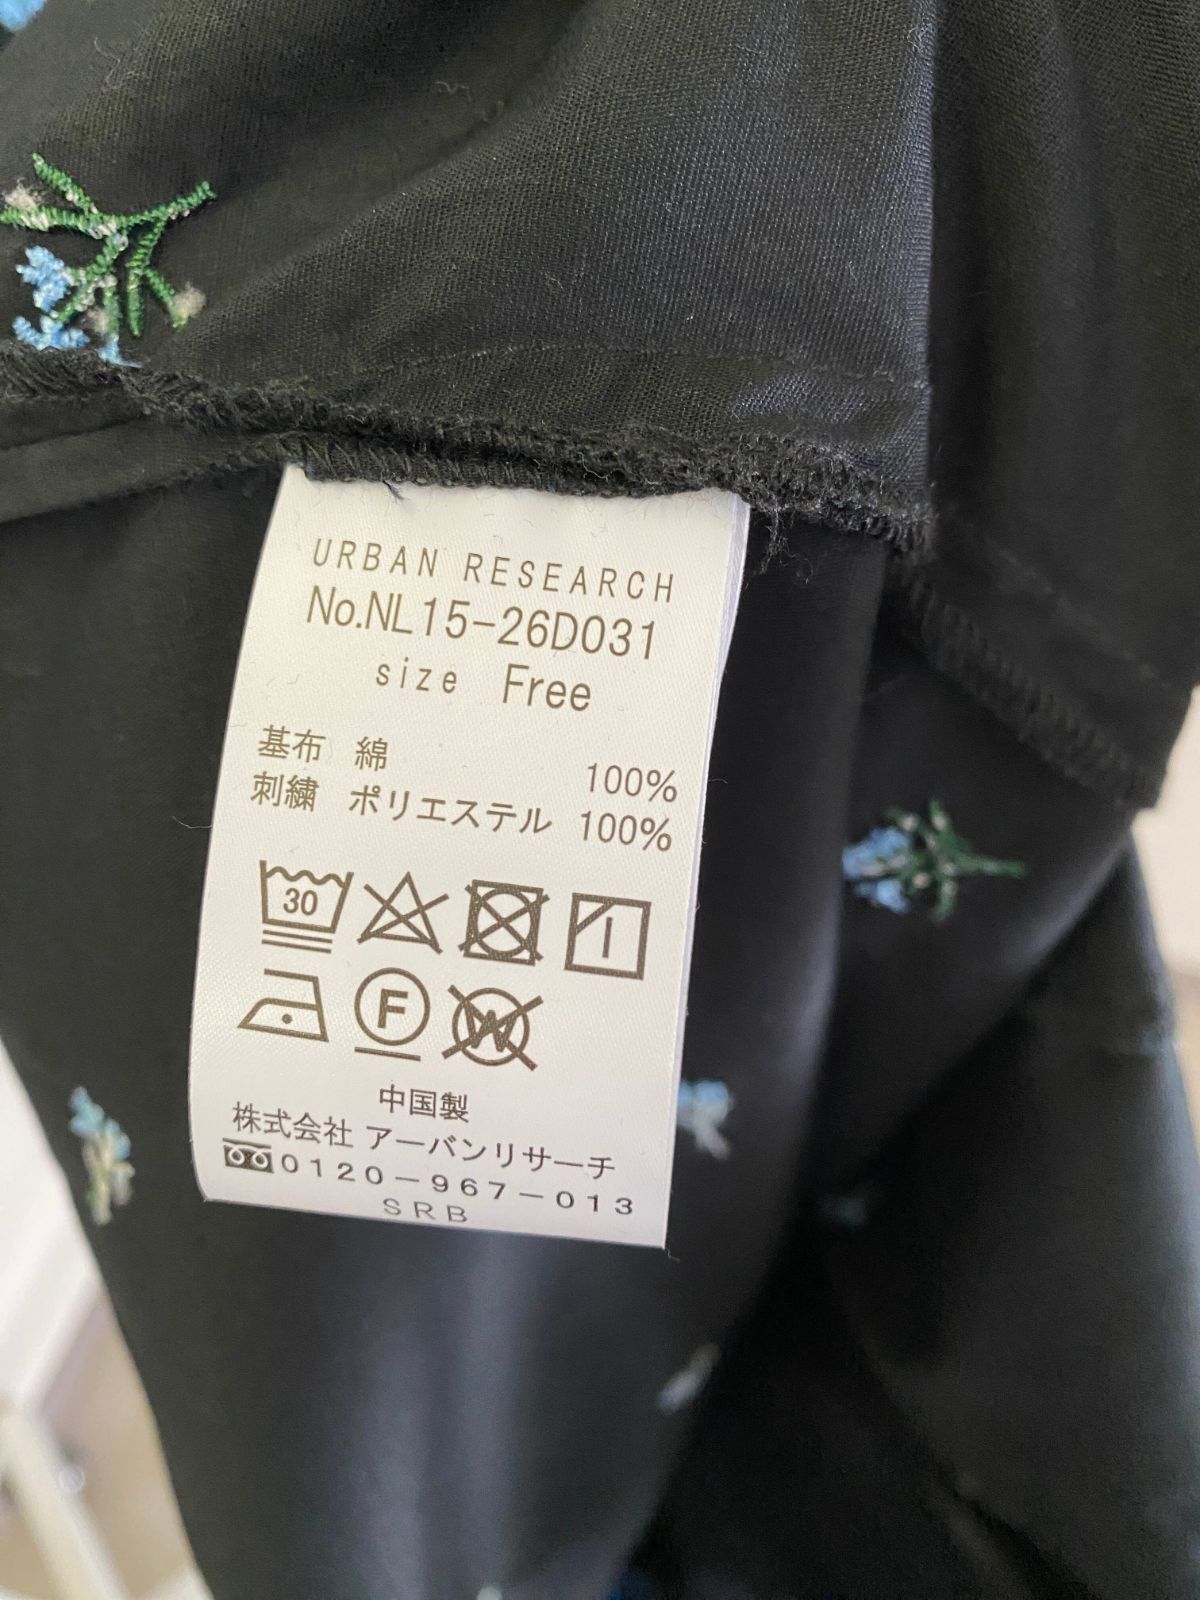 URBAN RESEARCH
No.NL15-26D031
size Free
基布 綿 100%
刺繍 ポリエステル 100%
30
F
W
中国製
株式会社 アーバンリサーチ
0120-967-013
SRB